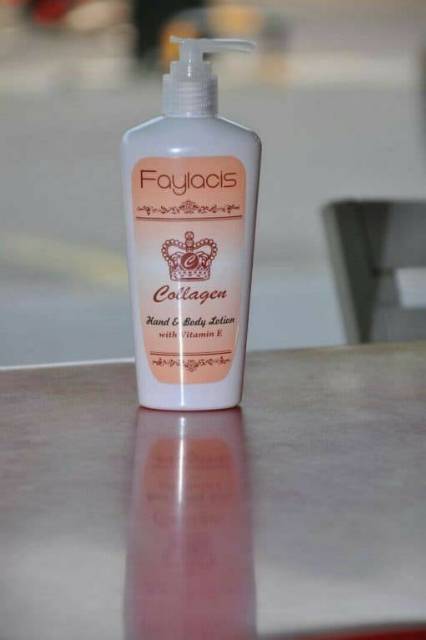 Faylacis
C
Collagen
Hand & Body Lotion
with Vitamin E